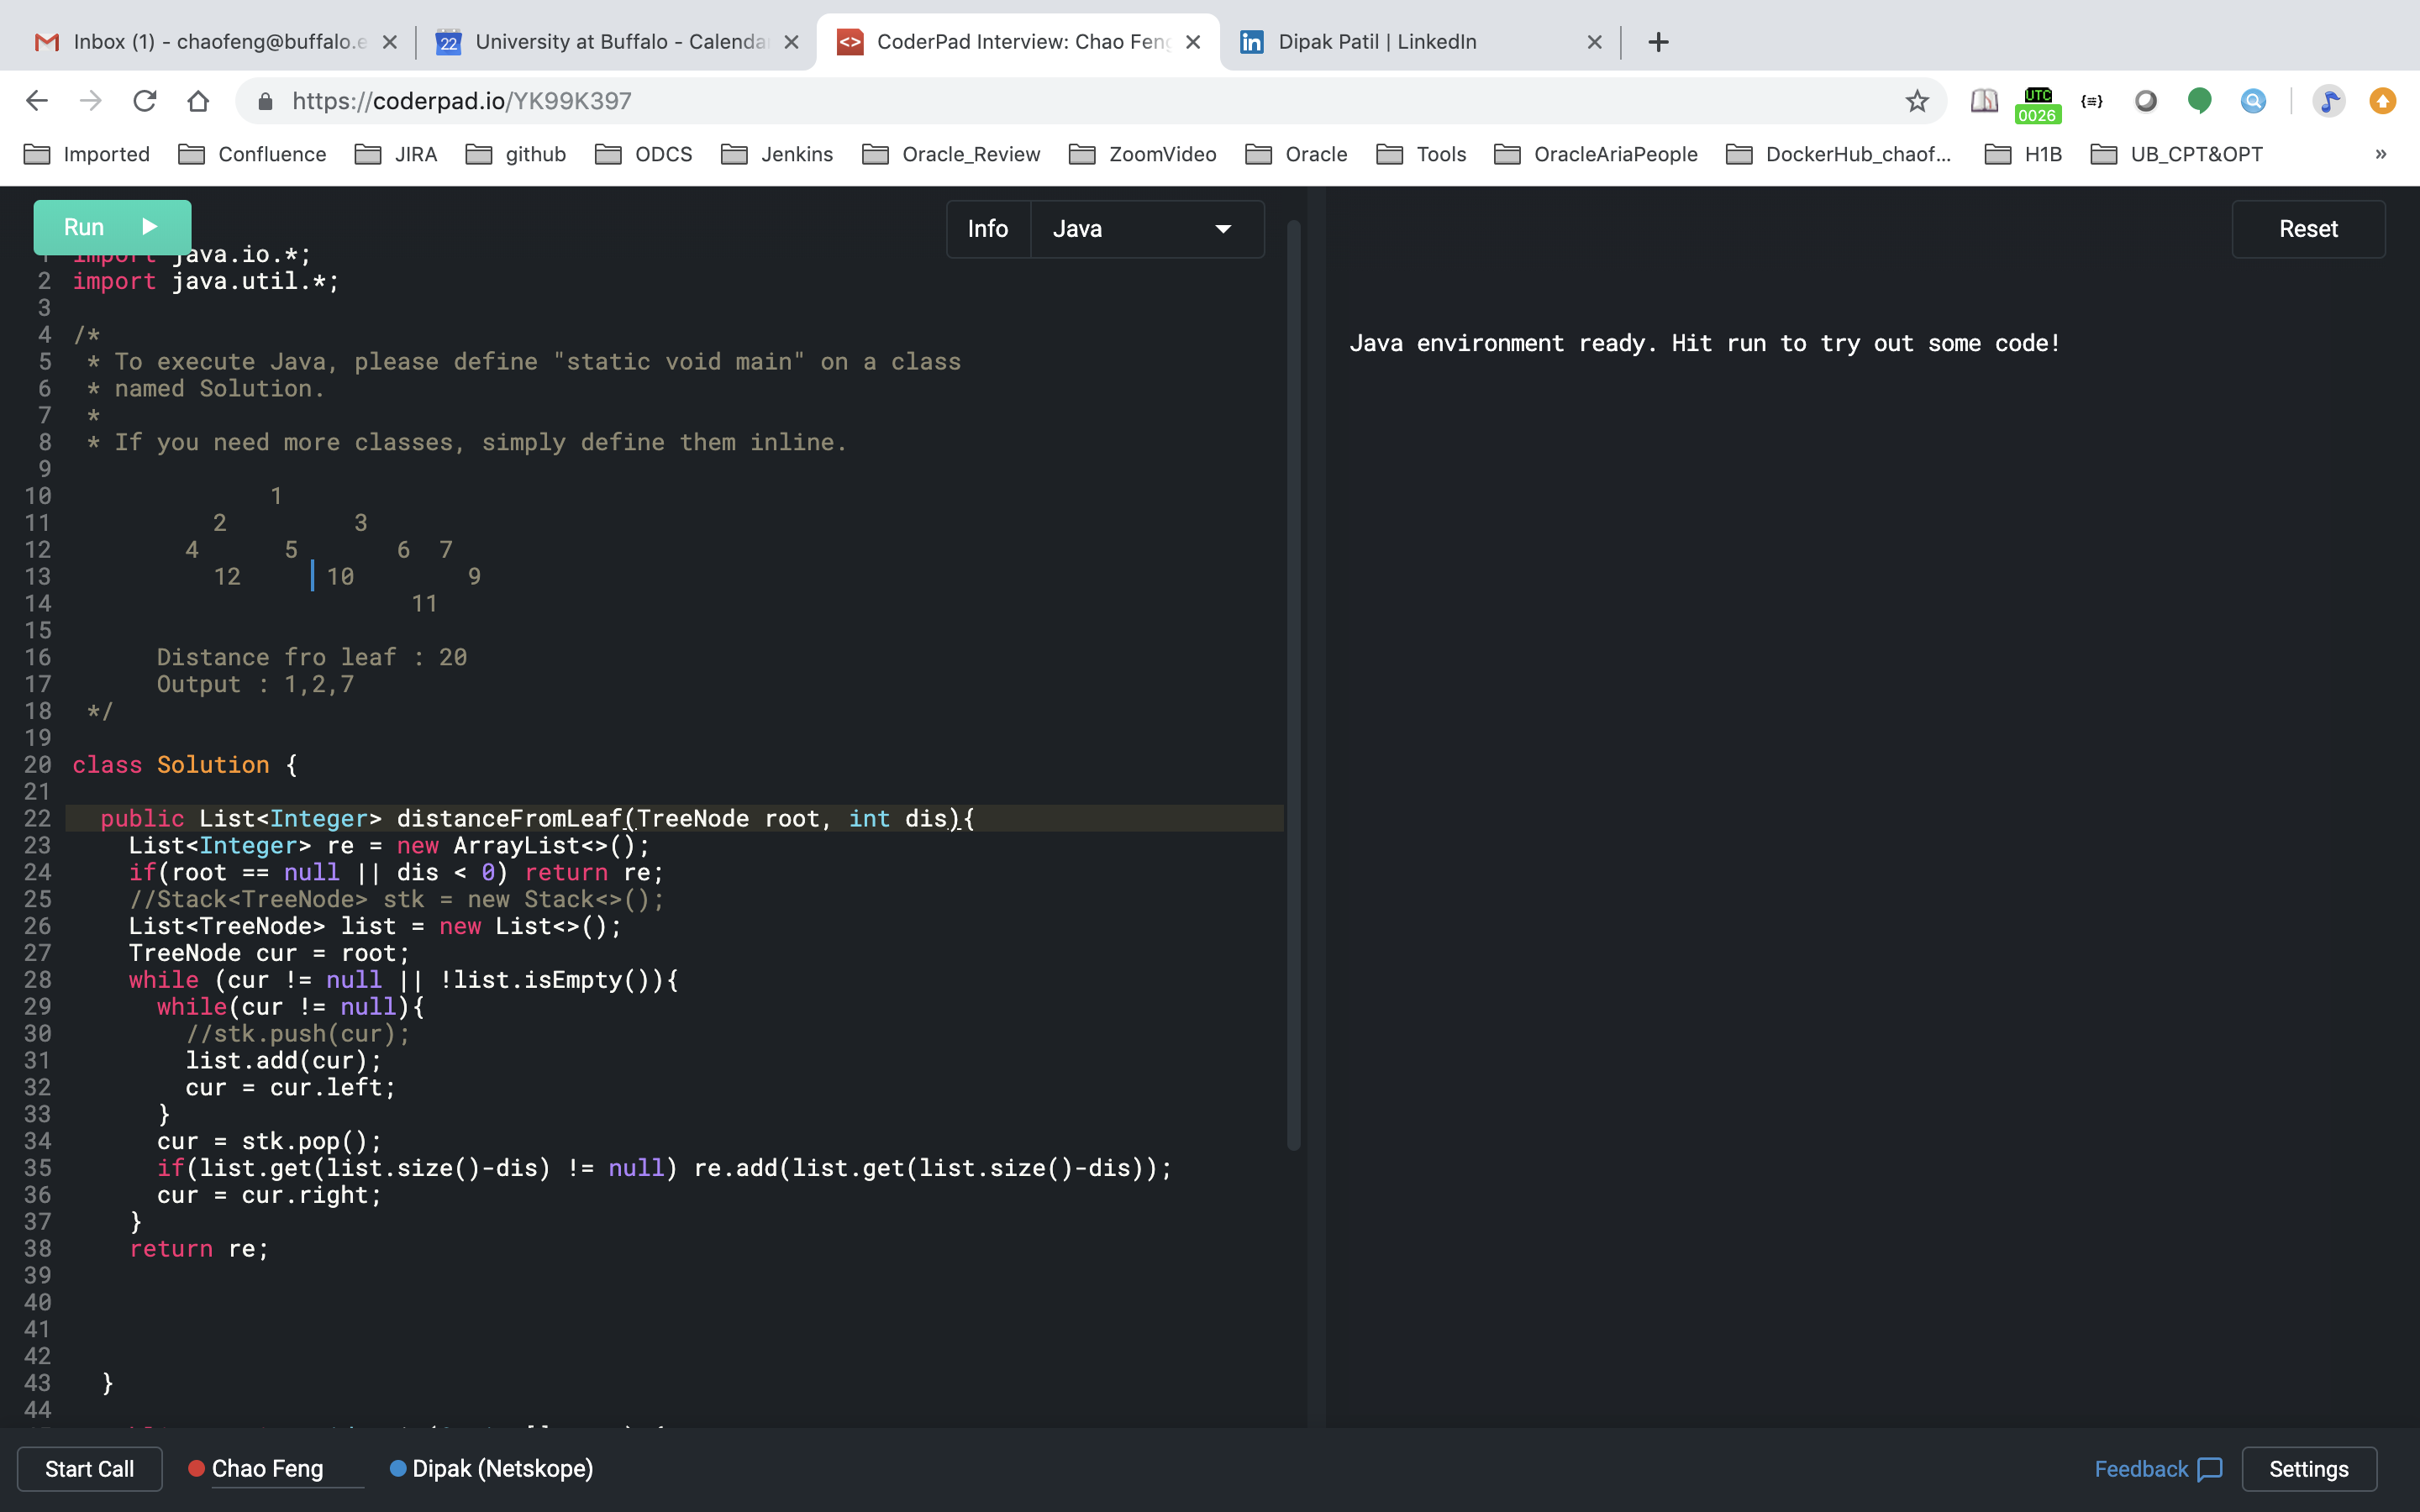 Inbox (1) - chaofeng@buffalo.e
22 University at Buffalo - Calenda
<> CoderPad Interview: Chao Feng
in Dipak Patil | LinkedIn
https://coderpad.io/YK99K397
UTC
0026
Imported Confluence JIRA github ODCS Jenkins Oracle_Review ZoomVideo Oracle Tools OracleAriaPeople DockerHub_chaof... H1B UB_CPT&OPT »
Run
Info Java
Reset
1 import java.io.*;
2 import java.util.*;
3
4 /*
5 * To execute Java, please define "static void main" on a class
6 * named Solution.
7 *
8 * If you need more classes, simply define them inline.
9
10 1
11 2 3
12 4 5 6 7
13 12 10 9
14 11
15
16 Distance fro leaf : 20
17 Output : 1,2,7
18 */
19
20 class Solution {
21
22 public List<Integer> distanceFromLeaf(TreeNode root, int dis){
23 List<Integer> re = new ArrayList<>();
24 if(root == null || dis < 0) return re;
25 //Stack<TreeNode> stk = new Stack<>();
26 List<TreeNode> list = new List<>();
27 TreeNode cur = root;
28 while (cur != null || !list.isEmpty()){
29 while(cur != null){
30 //stk.push(cur);
31 list.add(cur);
32 cur = cur.left;
33 }
34 cur = stk.pop();
35 if(list.get(list.size()-dis) != null) re.add(list.get(list.size()-dis));
36 cur = cur.right;
37 }
38 return re;
39
40
41
42
43 }
44
Java environment ready. Hit run to try out some code!
Start Call
Chao Feng
Dipak (Netskope)
Feedback
Settings